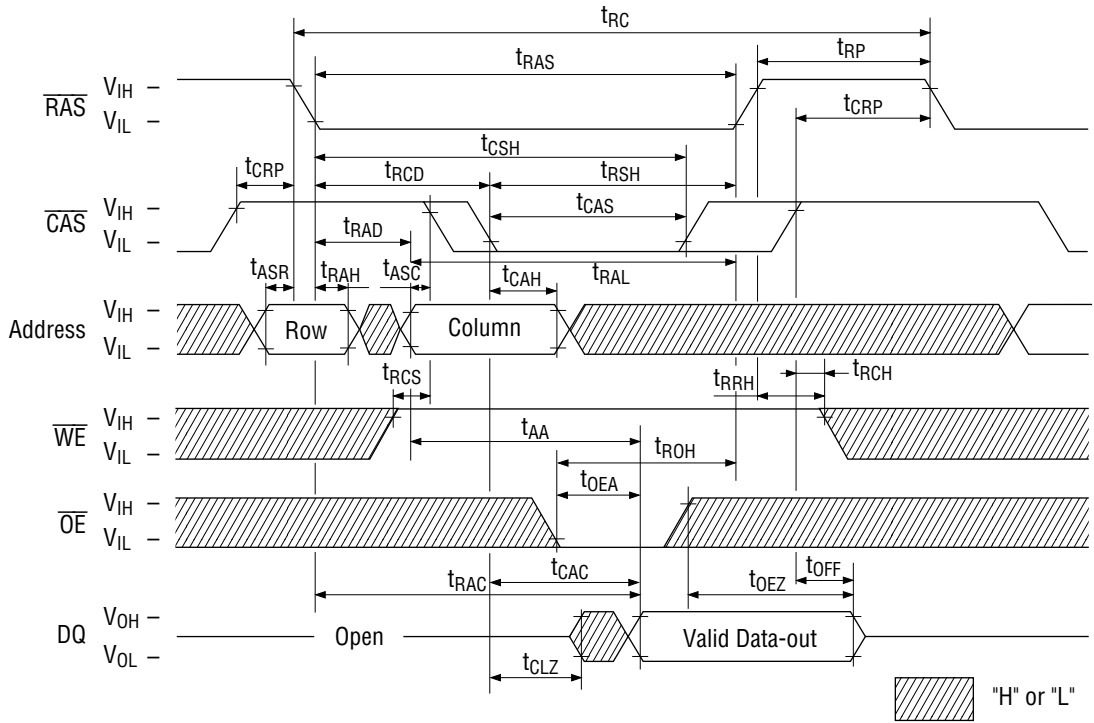 tRC
tRP
tRAS
RAS
VIH –
VIL –
tCRP
tCSH
tCRP
tRCD
tRSH
CAS
VIH –
VIL –
tCAS
tRAD
tRAL
tASR
tRAH
tASC
tCAH
Address
VIH –
VIL –
Row
Column
tRCS
tRRH
tRCH
WE
VIH –
VIL –
tAA
tROH
tOEA
OE
VIH –
VIL –
tCAC
tRAC
tOEZ
tOFF
DQ
VOH –
VOL –
Open
Valid Data-out
tCLZ
"H" or "L"